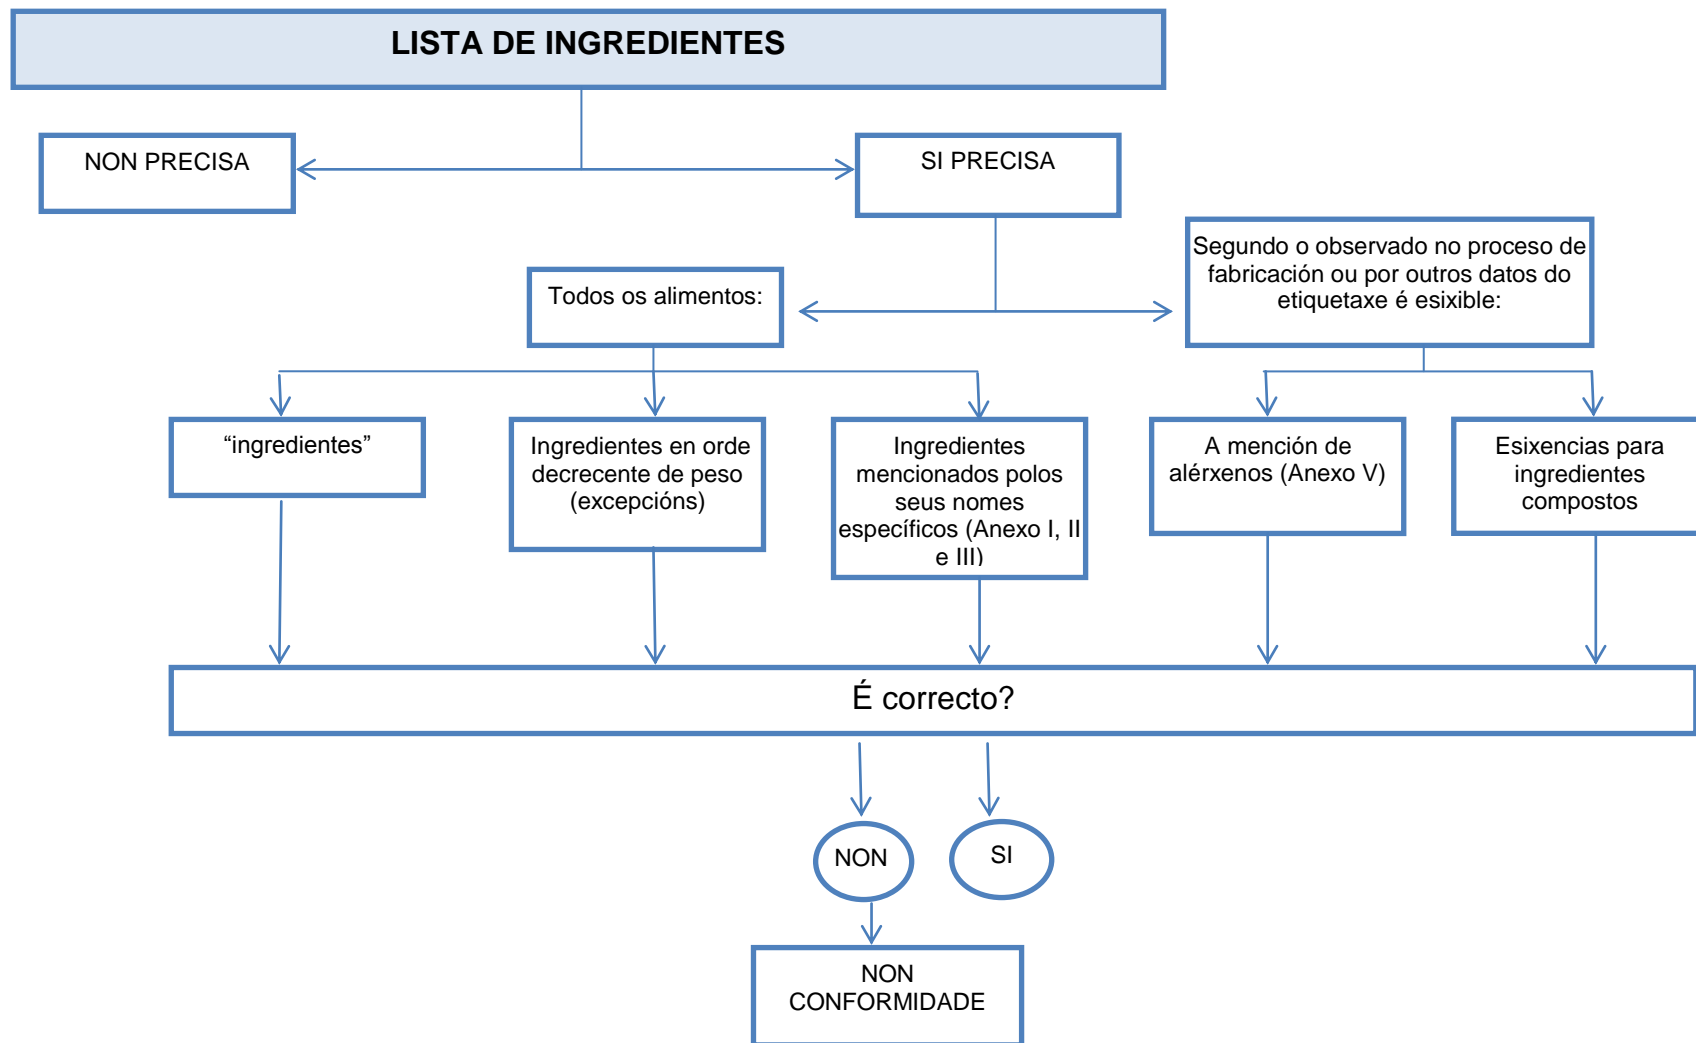 LISTA DE INGREDIENTES
NON PRECISA
SI PRECISA
Segundo o observado no proceso de
fabricación ou por outros datos do
etiquetaxe é esixible:
Todos os alimentos:
“ingredientes”
Ingredientes en orde
decrecente de peso
(excepcións)
Ingredientes
mencionados polos
seus nomes
específicos (Anexo I, II
e III)
A mención de
alérxenos (Anexo V)
Esixencias para
ingredientes
compostos
É correcto?
NON
SI
NON
CONFORMIDADE